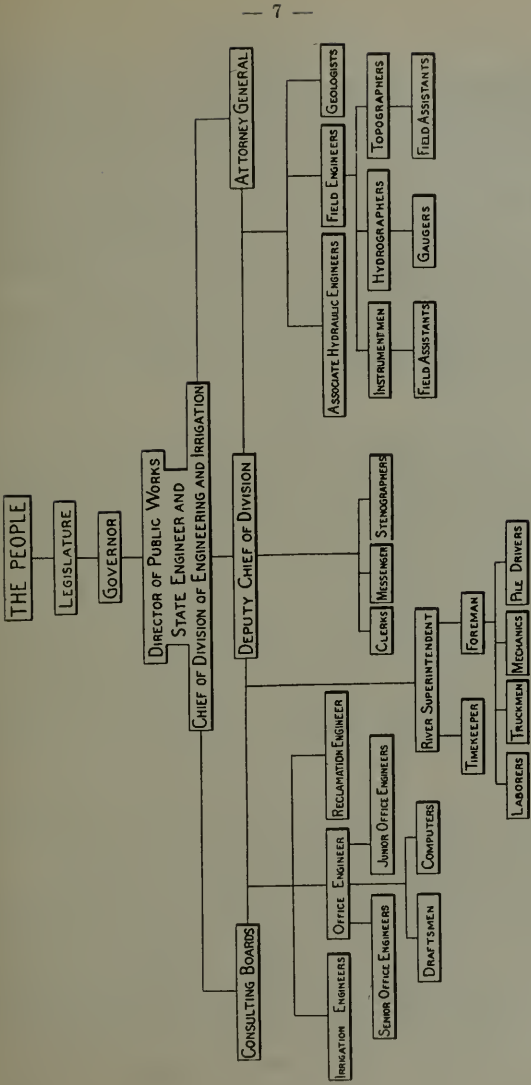 — 7 —
THE PEOPLE
LEGISLATURE
GOVERNOR
DIRECTOR OF PUBLIC WORKS
STATE ENGINEER AND
CHIEF OF DIVISION OF ENGINEERING AND IRRIGATION
CONSULTING BOARDS
DEPUTY CHIEF OF DIVISION
ATTORNEY GENERAL
IRRIGATION ENGINEERS
OFFICE ENGINEER
RECLAMATION ENGINEER
SENIOR OFFICE ENGINEERS
JUNIOR OFFICE ENGINEERS
DRAFTSMEN
COMPUTERS
CLERKS
MESSENGER
STENOGRAPHERS
RIVER SUPERINTENDENT
TIMEKEEPER
FOREMAN
LABORERS
TRUCKMEN
MECHANICS
PILE DRIVERS
ASSOCIATE HYDRAULIC ENGINEERS
FIELD ENGINEERS
GEOLOGISTS
INSTRUMENTMEN
HYDROGRAPHERS
TOPOGRAPHERS
FIELD ASSISTANTS
GAUGERS
FIELD ASSISTANTS